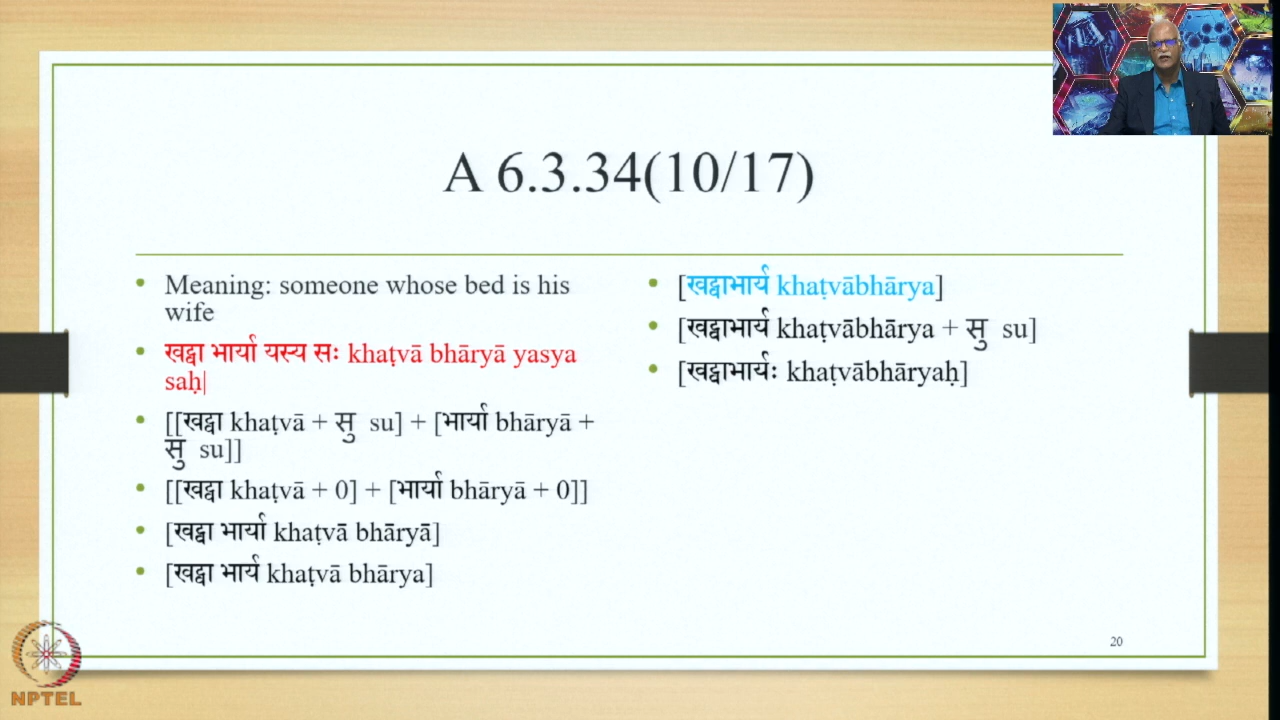 A 6.3.34(10/17)
• Meaning: someone whose bed is his
wife
• खट्वा भार्या यस्य सः khaṭvā bhāryā yasya
saḥ|
• [[खट्वा khaṭvā + सु su] + [भार्या bhāryā +
सु su]]
• [[खट्वा khaṭvā + 0] + [भार्या bhāryā + 0]]
• [खट्वा भार्या khaṭvā bhāryā]
• [खट्वा भार्य khaṭvā bhārya]
• [खट्वाभार्य khaṭvābhārya]
• [खट्वाभार्य khaṭvābhārya + सु su]
• [खट्वाभार्यः khaṭvābhāryaḥ]
20
NPTEL